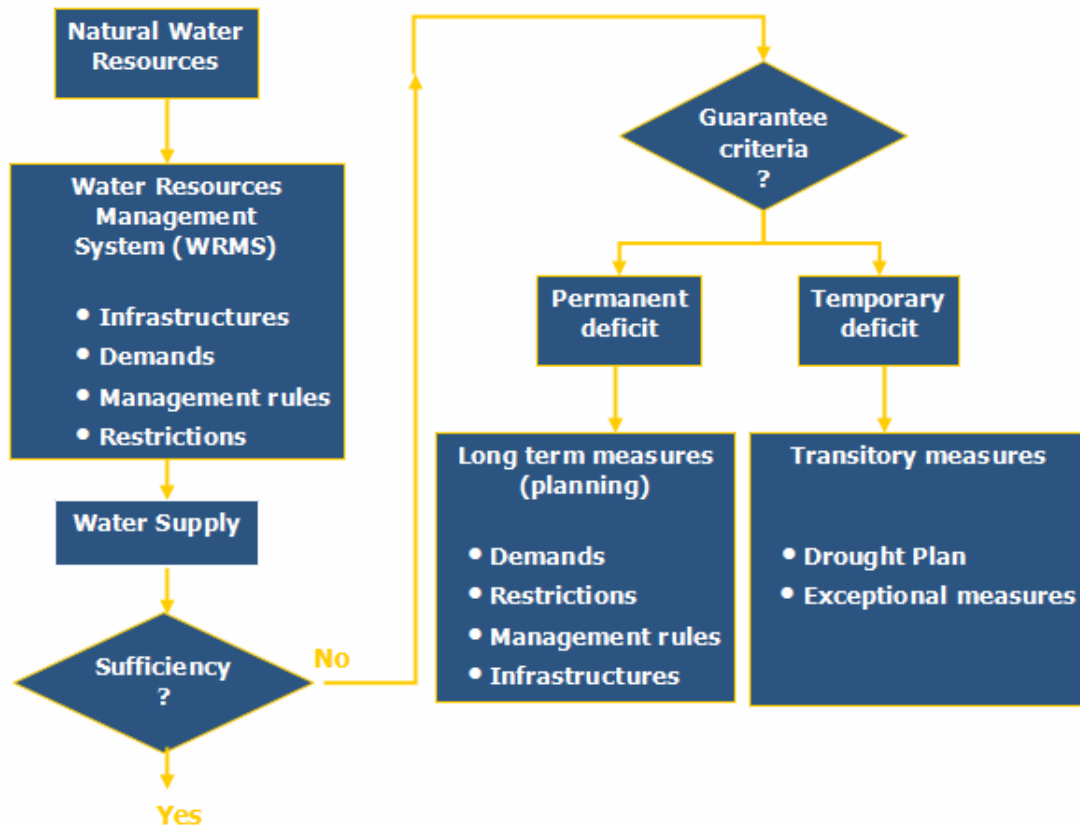 Natural Water
Resources
Water Resources
Management
System (WRMS)
• Infrastructures
• Demands
• Management rules
• Restrictions
Water Supply
Sufficiency
?
No
Yes
Guarantee
criteria
?
Permanent
deficit
Temporary
deficit
Long term measures
(planning)
• Demands
• Restrictions
• Management rules
• Infrastructures
Transitory measures
• Drought Plan
• Exceptional measures